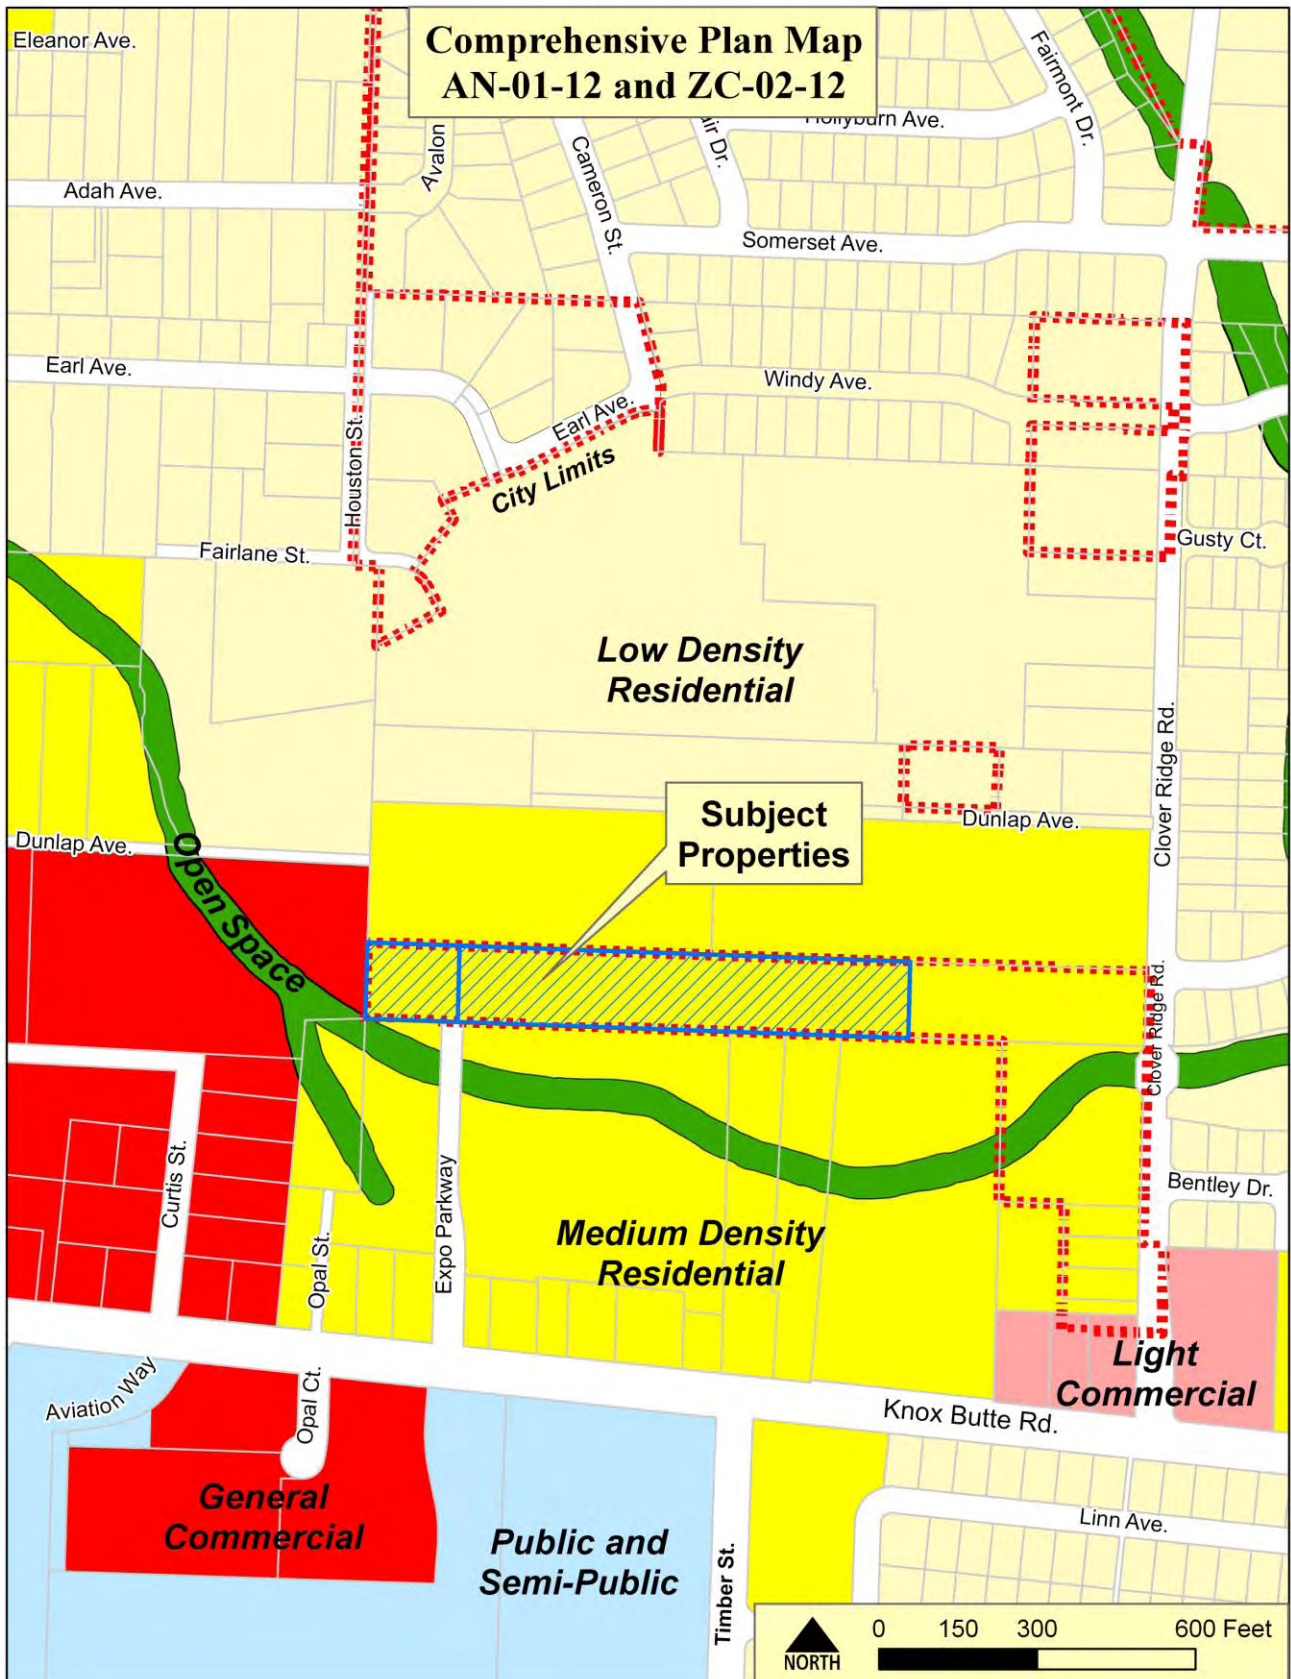 Comprehensive Plan Map
AN-01-12 and ZC-02-12
Eleanor Ave.
Fairmont Dr.
Hollyburn Ave.
Avalon
Cameron St.
Dr.
Adah Ave.
Somerset Ave.
Earl Ave.
Windy Ave.
Earl Ave.
City Limits
Houston St.
Fairlane St.
Gusty Ct.
Low Density
Residential
Clover Ridge Rd.
Subject
Properties
Dunlap Ave.
Dunlap Ave.
Open Space
Clover Ridge Rd.
Curtis St.
Expo Parkway
Bentley Dr.
Opal St.
Medium Density
Residential
Light
Commercial
Aviation Way
Opal Ct.
Knox Butte Rd.
General
Commercial
Public and
Semi-Public
Linn Ave.
Timber St.
NORTH
0 150 300 600 Feet